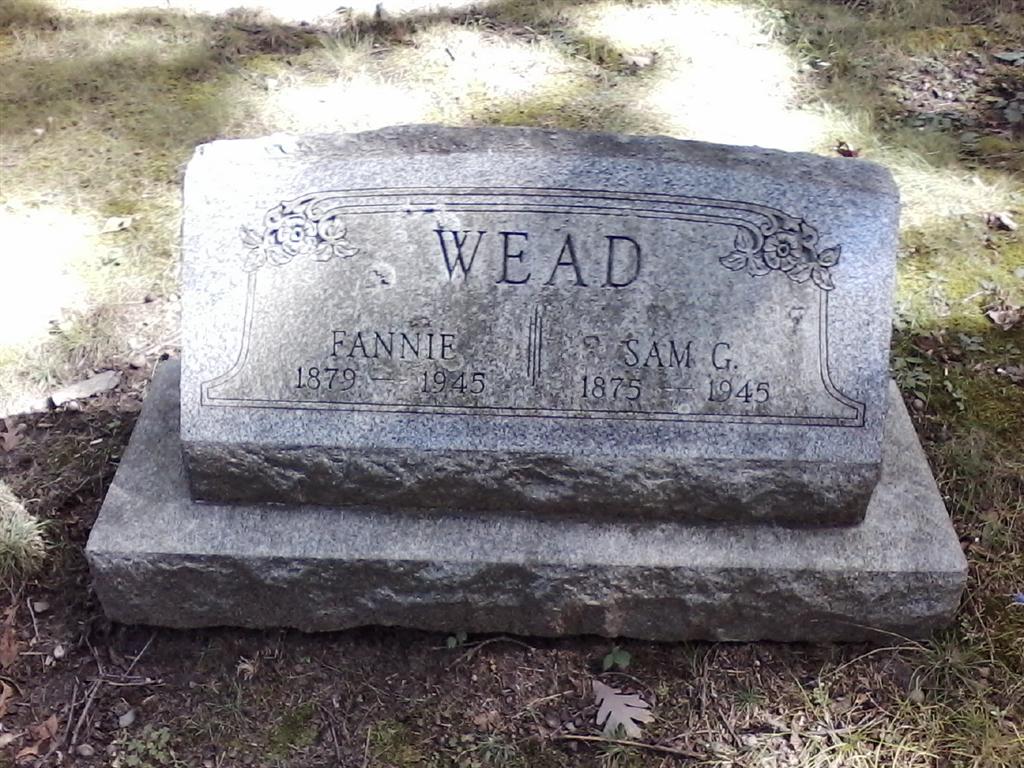 WEAD
FANNIE
1879 — 1945
SAM G.
1875 — 1945